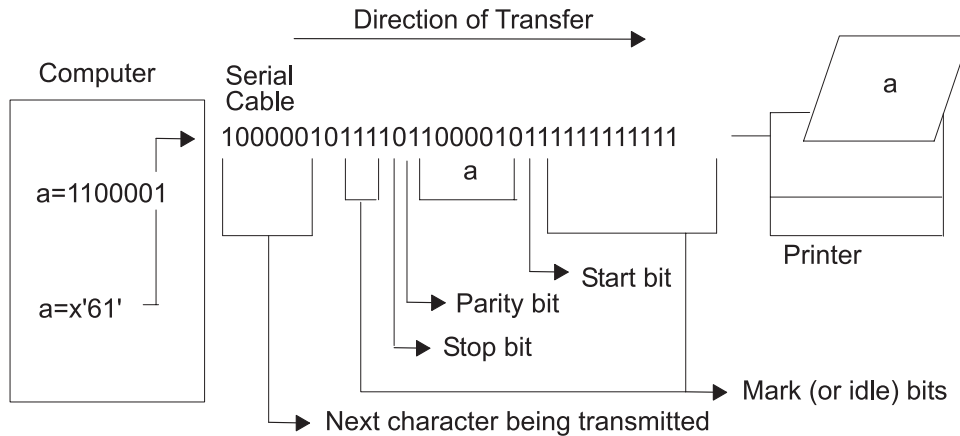 Direction of Transfer
Computer
Serial
Cable
a
100000101111011000010111111111111
a
a=1100001
Printer
Start bit
a=x'61'
Parity bit
Stop bit
Mark (or idle) bits
Next character being transmitted